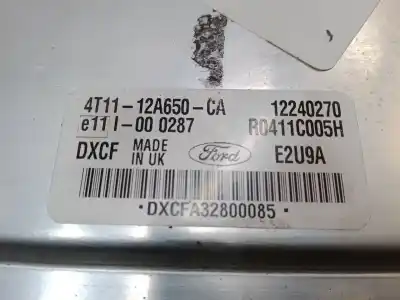 4T11-12A650-CA 12240270
e11 I-00 0287 R0411C005H
DXCF MADE IN UK Ford E2U9A
·DXCFA32800085·